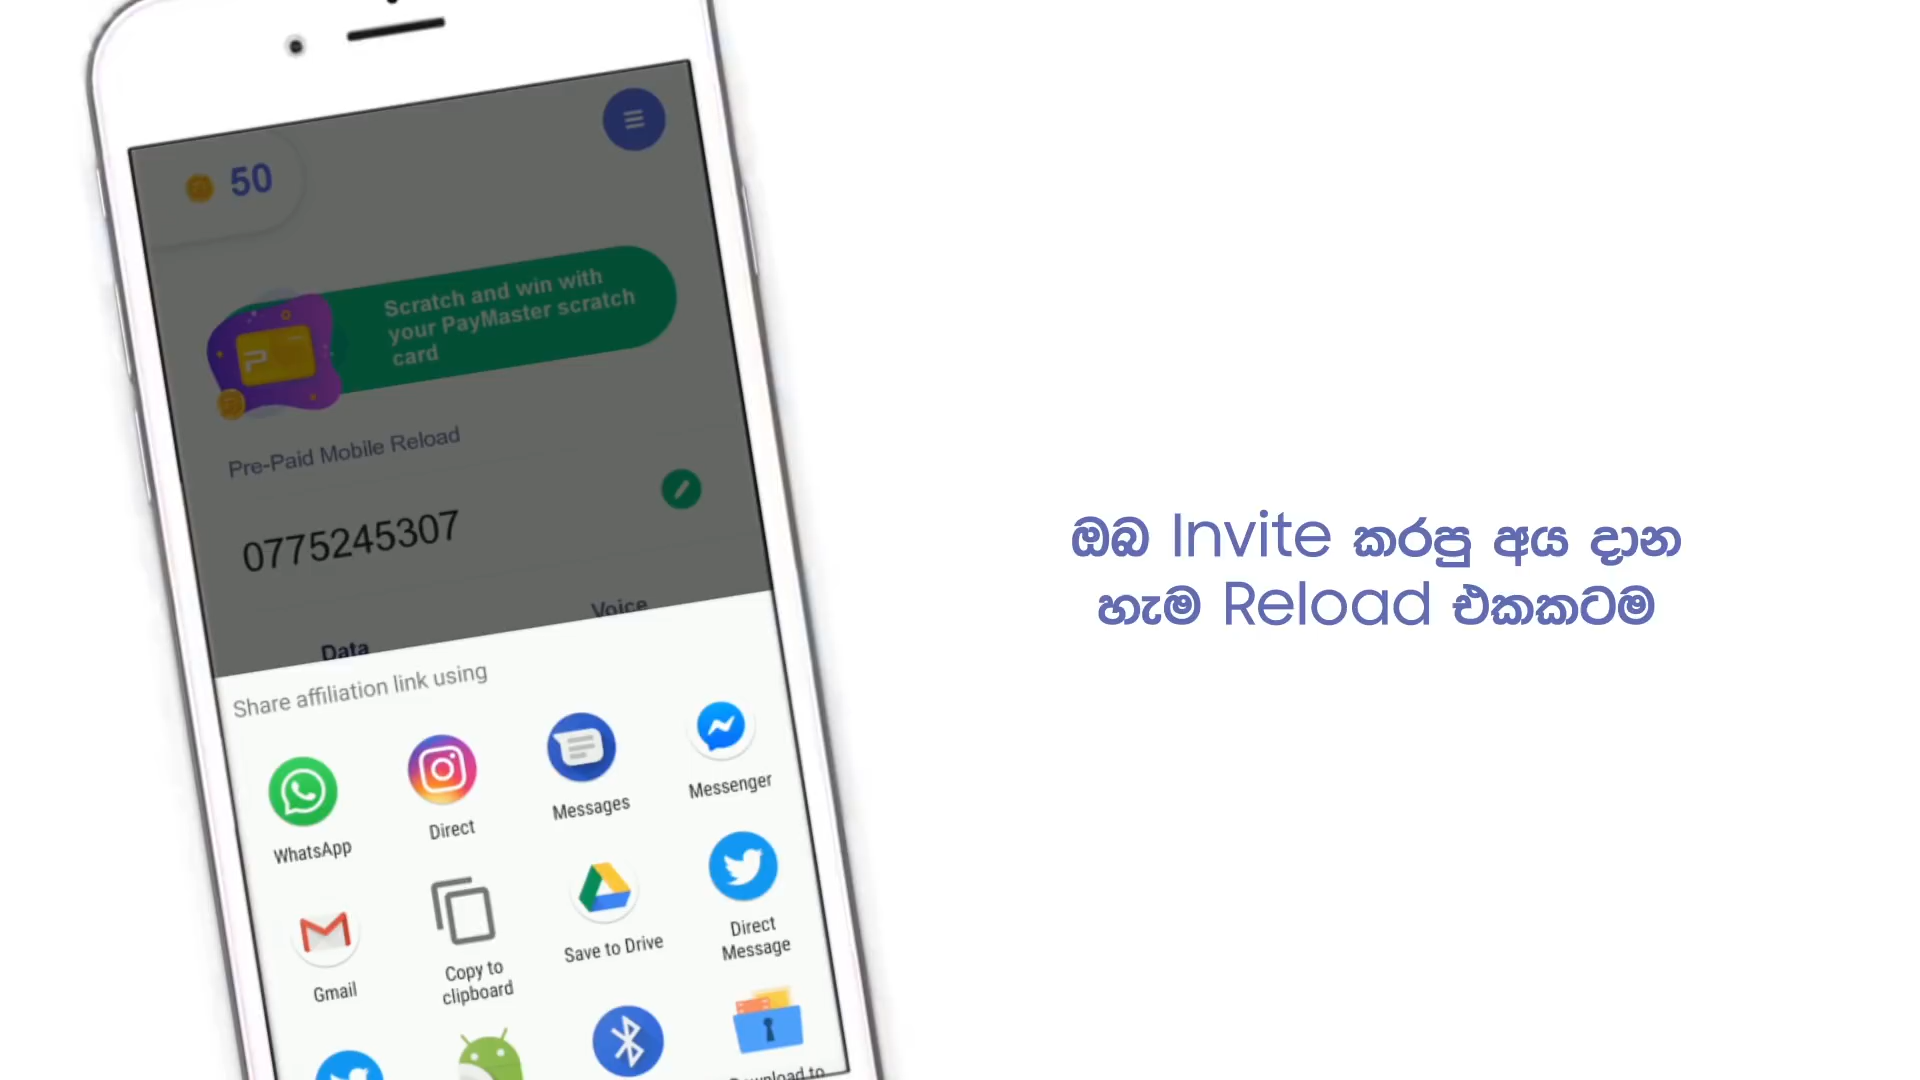 50
Scratch and win with
your PayMaster scratch
card
Pre-Paid Mobile Reload
0775245307
Data
Voice
Share affiliation link using
WhatsApp
Direct
Messages
Messenger
Gmail
Copy to
clipboard
Save to Drive
Direct
Message
Download to
ඔබ Invite කරපු අය දාන
හැම Reload එකකටම